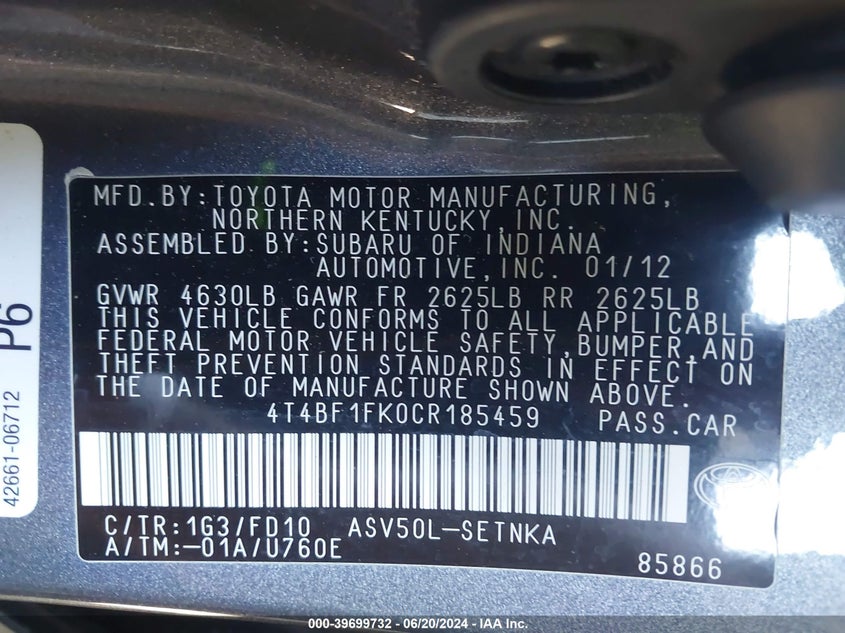 MFD.BY:TOYOTA MOTOR MANUFACTURING,
NORTHERN KENTUCKY,INC.
ASSEMBLED BY:SUBARU OF INDIANA
AUTOMOTIVE,INC. 01/12
GVWR 4630LB GAWR FR 2625LB RR 2625LB
THIS VEHICLE CONFORMS TO ALL APPLICABLE
FEDERAL MOTOR VEHICLE SAFETY,BUMPER,AND
THEFT PREVENTION STANDARDS IN EFFECT ON
THE DATE OF MANUFACTURE SHOWN ABOVE.
4T4BF1FK0CR185459 PASS.CAR
C/TR:1G3/FD10 ASV50L-SETNKA
A/TM:-01A/U760E
85866
P6
42661-06712
000-39699732 - 06/20/2024 - IAA Inc.